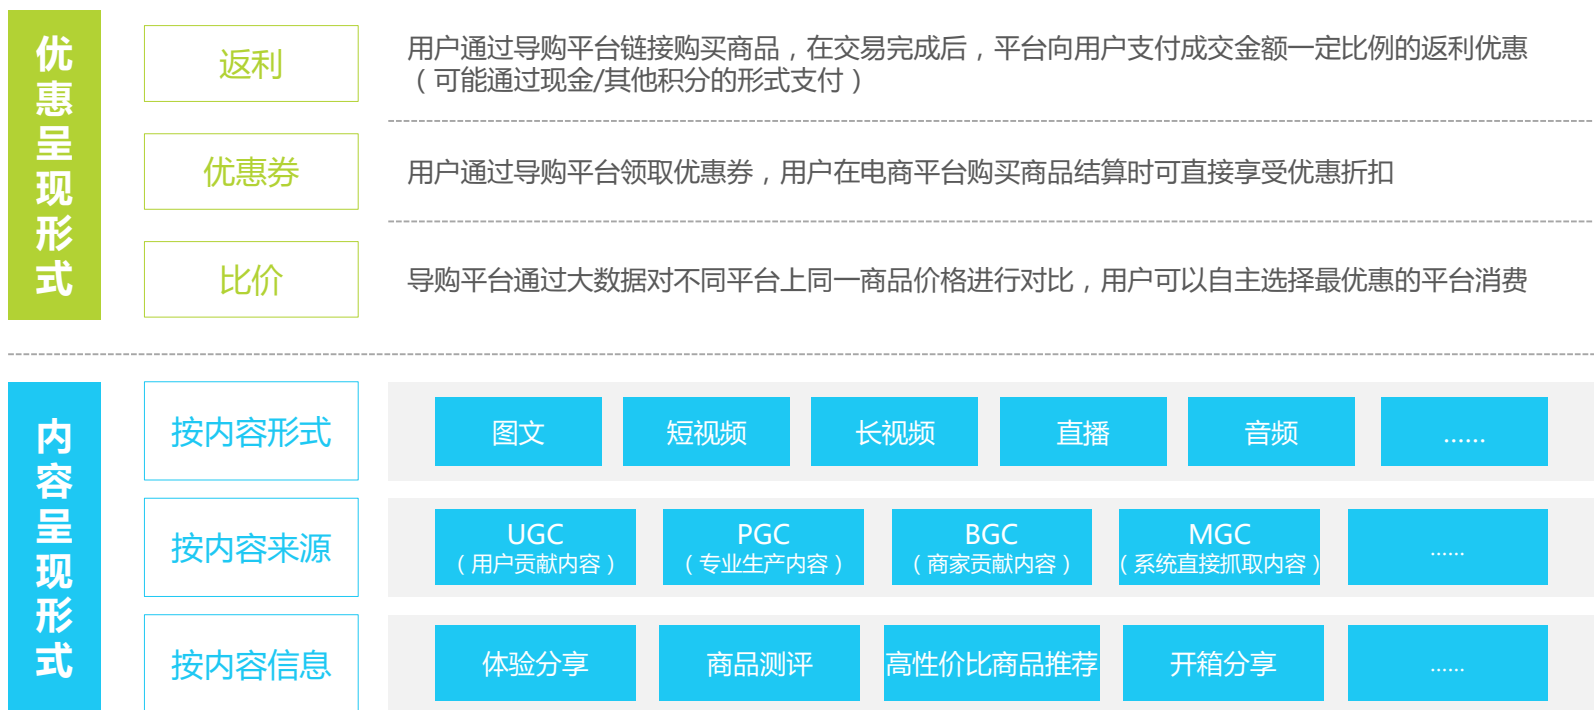 优惠呈现形式
返利
用户通过导购平台链接购买商品，在交易完成后，平台向用户支付成交金额一定比例的返利优惠
（可能通过现金/其他积分的形式支付）
优惠券
用户通过导购平台领取优惠券，用户在电商平台购买商品结算时可直接享受优惠折扣
比价
导购平台通过大数据对不同平台上同一商品价格进行对比，用户可以自主选择最优惠的平台消费
内容呈现形式
按内容形式
图文
短视频
长视频
直播
音频
......
按内容来源
UGC
（用户贡献内容）
PGC
（专业生产内容）
BGC
（商家贡献内容）
MGC
（系统直接抓取内容）
......
按内容信息
体验分享
商品测评
高性价比商品推荐
开箱分享
......